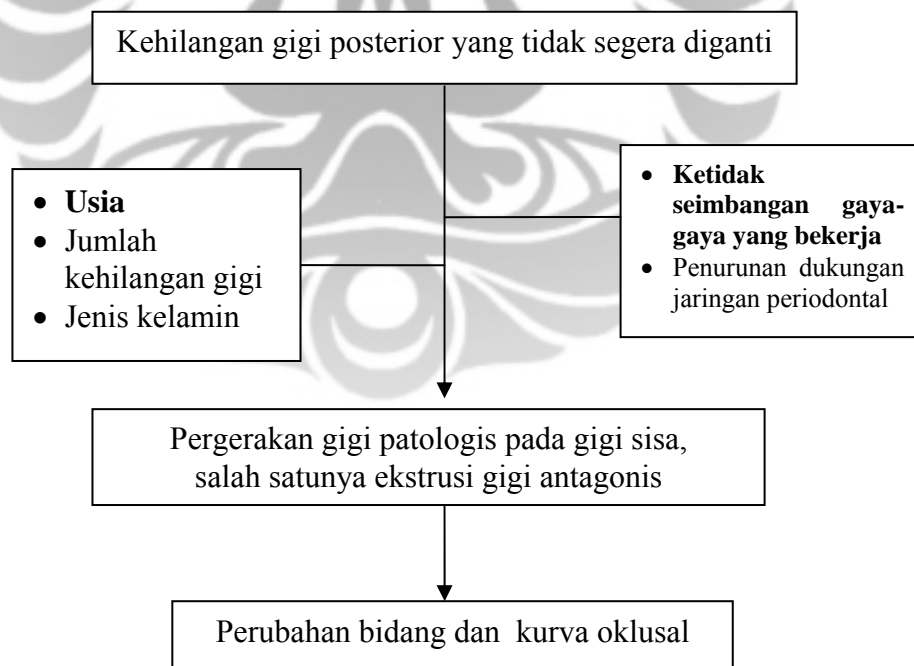 Kehilangan gigi posterior yang tidak segera diganti
• Usia
• Jumlah
kehilangan gigi
• Jenis kelamin
• Ketidak
seimbangan gaya-
gaya yang bekerja
• Penurunan dukungan
jaringan periodontal
Pergerakan gigi patologis pada gigi sisa,
salah satunya ekstrusi gigi antagonis
Perubahan bidang dan kurva oklusal